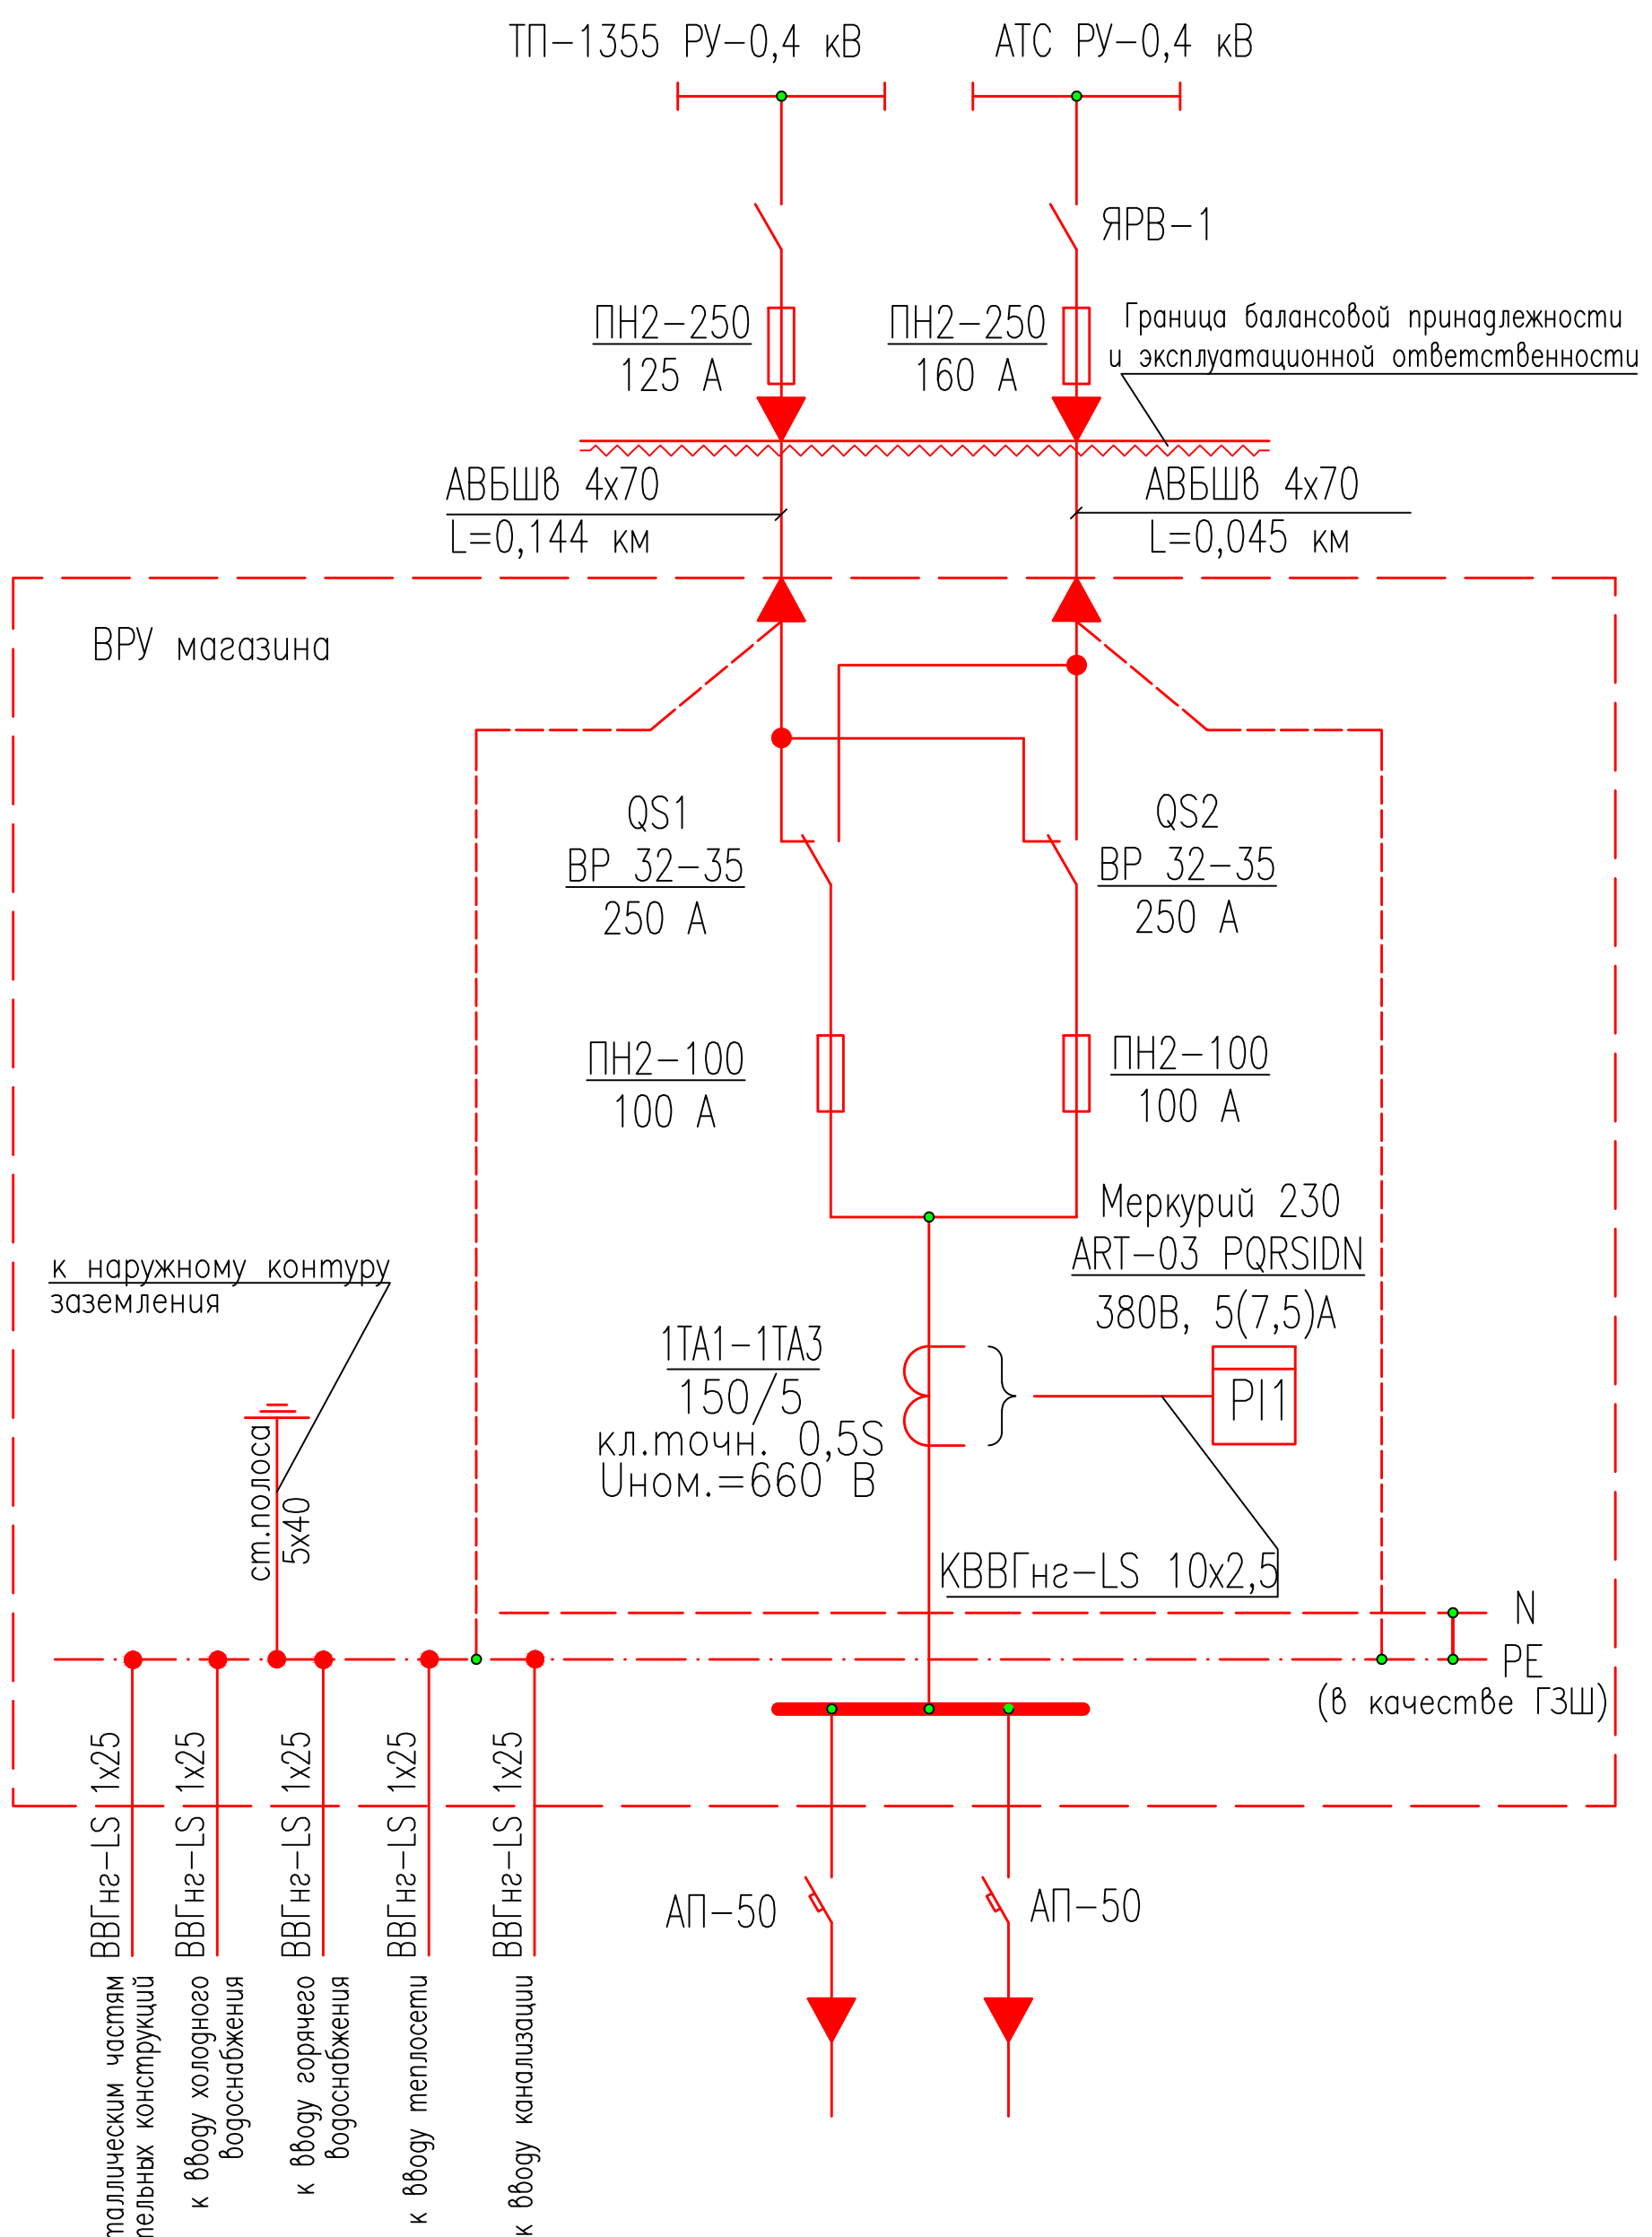 ТП-1355 РУ-0,4 кВ
АТС РУ-0,4 кВ
ЯРВ-1
ПН2-250
125 А
ПН2-250
160 А
Граница балансовой принадлежности
и эксплуатационной ответственности
АВБШв 4х70
L=0,144 км
АВБШв 4х70
L=0,045 км
ВРУ магазина
QS1
ВР 32-35
250 А
QS2
ВР 32-35
250 А
ПН2-100
100 А
ПН2-100
100 А
Меркурий 230
ART-03 PQRSIDN
380В, 5(7,5)А
к наружному контуру
заземления
1ТА1-1ТА3
150/5
кл.точн. 0,5S
Uном.=660 В
PI1
ст.полоса
5х40
КВВГнг-LS 10х2,5
N
PE
(в качестве ГЗШ)
ВВГнг-LS 1х25
ВВГнг-LS 1х25
ВВГнг-LS 1х25
ВВГнг-LS 1х25
ВВГнг-LS 1х25
АП-50
АП-50
таллическим частям
тельных конструкций
к вводу холодного
водоснабжения
к вводу горячего
водоснабжения
к вводу теплосети
к вводу канализации